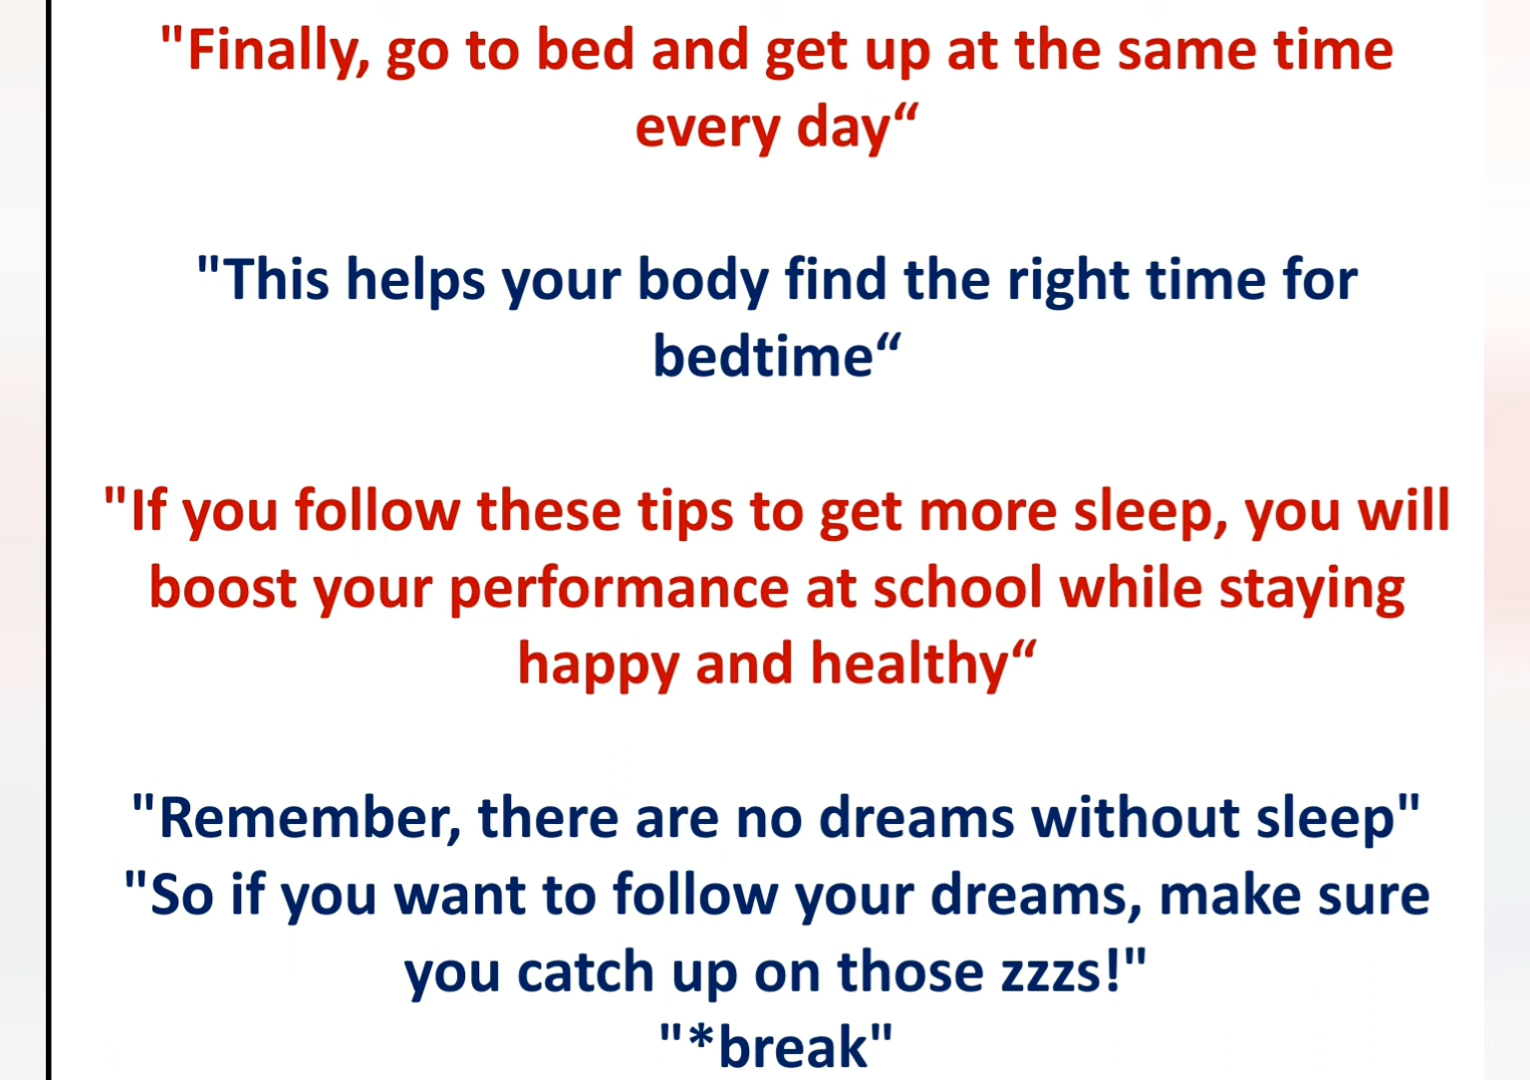 "Finally, go to bed and get up at the same time
every day“
"This helps your body find the right time for
bedtime“
"If you follow these tips to get more sleep, you will
boost your performance at school while staying
happy and healthy“
"Remember, there are no dreams without sleep"
"So if you want to follow your dreams, make sure
you catch up on those zzzs!"
"*break"